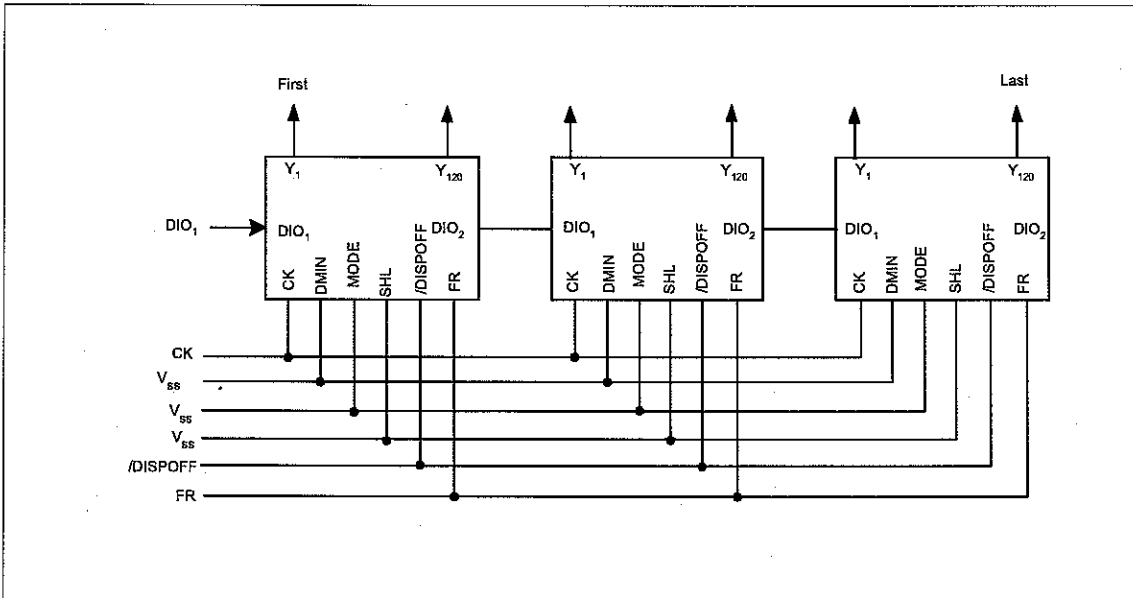 First Last
Y₁ Y₁₂₀ Y₁ Y₁₂₀ Y₁ Y₁₂₀
DIO₁ DIO₁ DIO₂ DIO₁ DIO₂ DIO₁ DIO₂
CK DMIN MODE SHL /DISPOFF FR CK DMIN MODE SHL /DISPOFF FR CK DMIN MODE SHL /DISPOFF FR
CK
Vss
Vss
Vss
/DISPOFF
FR